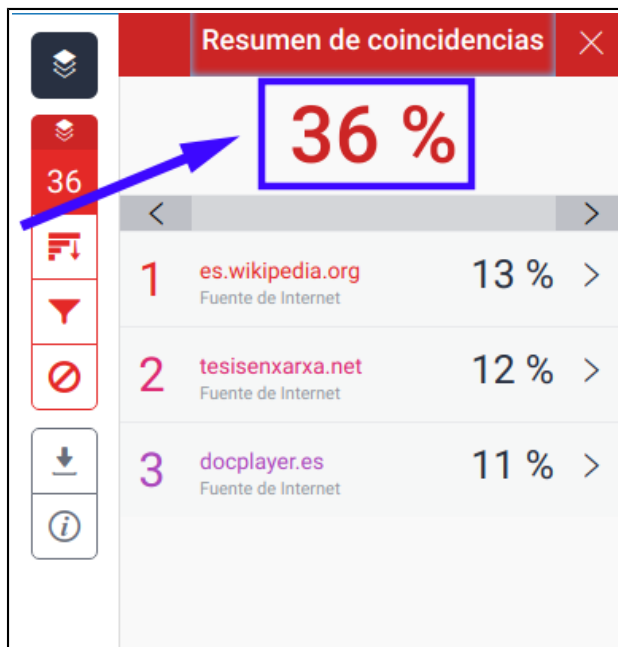 Resumen de coincidencias
36 %
36
1 es.wikipedia.org 13 %
Fuente de Internet
2 tesisenxarxa.net 12 %
Fuente de Internet
3 docplayer.es 11 %
Fuente de Internet